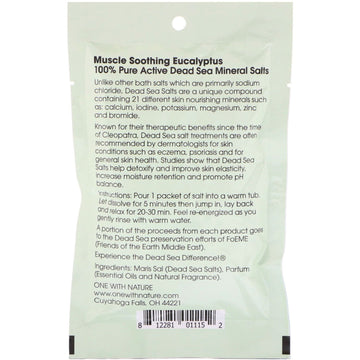 Muscle Soothing Eucalyptus
100% Pure Active Dead Sea Mineral Salts
Unlike other bath salts which are primarily sodium
chloride. Dead Sea Salts are a unique compound
containing 21 different skin nourishing minerals such
as: calcium, iodine, potassium, magnesium, zinc
and bromide.
Known for their therapeutic benefits since the time
of Cleopatra, Dead Sea salt treatments are often
recommended by dermatologists for skin
conditions such as eczema, psoriasis and for
general skin health. Studies show that Dead Sea
Salts help detoxify and improve skin elasticity,
increase moisture retention and promote pH
balance.
Instructions: Pour 1 packet of salt into a warm tub.
Let dissolve for 5 minutes then jump in, lay back
and relax for 20-30 min. Feel re-energized as you
gently rinse with warm water.
A portion of the proceeds from each product goes
to the Dead Sea preservation efforts of FoEME
(Friends of the Earth Middle East).
Experience the Dead Sea Difference!®
Ingredients: Maris Sal (Dead Sea Salts), Parfum
(Essential Oils and Natural Fragrance).
ONE WITH NATURE
www.onewithnature.com
Cuyahoga Falls, OH 44221
8 12281 01115 2